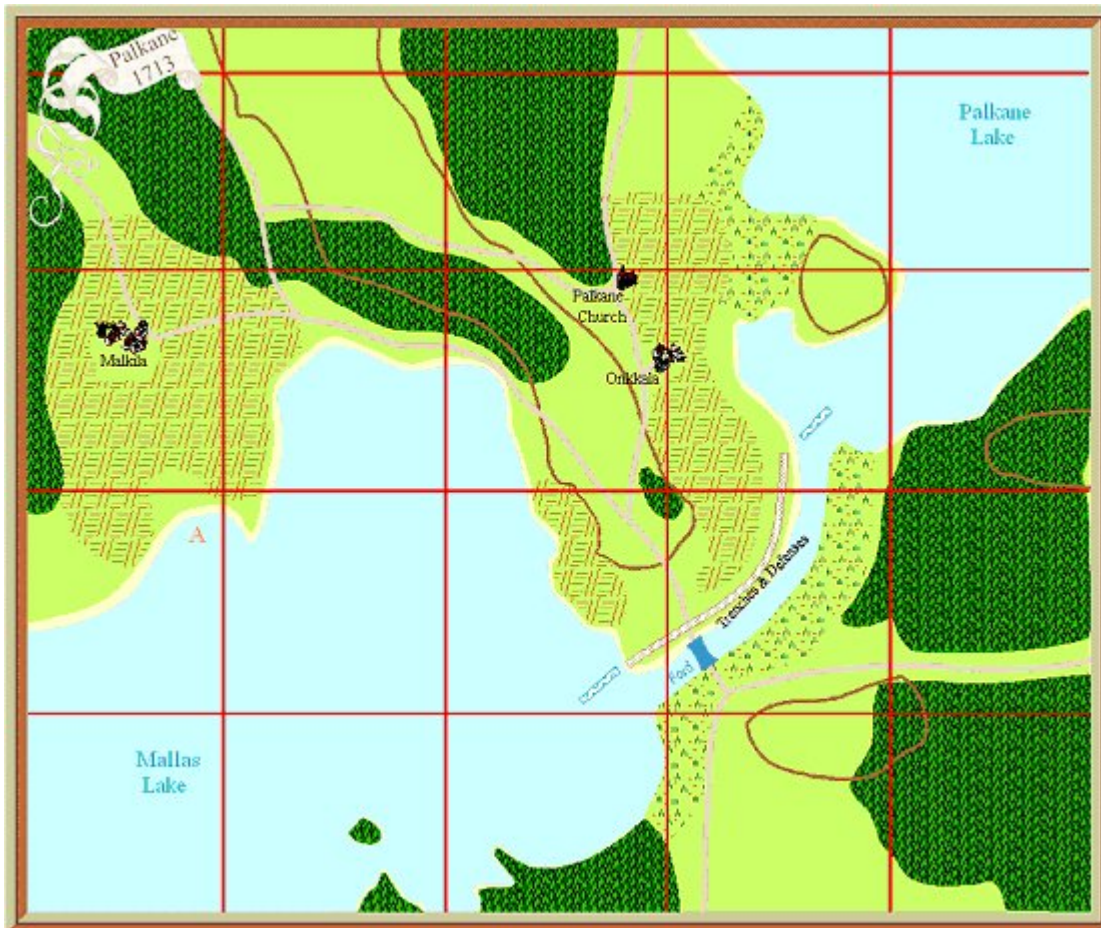 Palkane
1713
Palkane
Lake
Palkane
Church
Malkila
Onkkala
A
Trenches & Defenses
Ford
Mallas
Lake